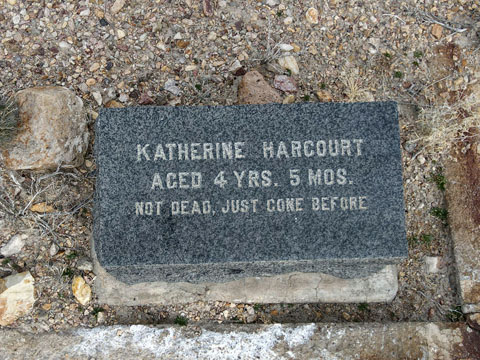 KATHERINE HARCOURT
AGED 4 YRS. 5 MOS.
NOT DEAD, JUST GONE BEFORE